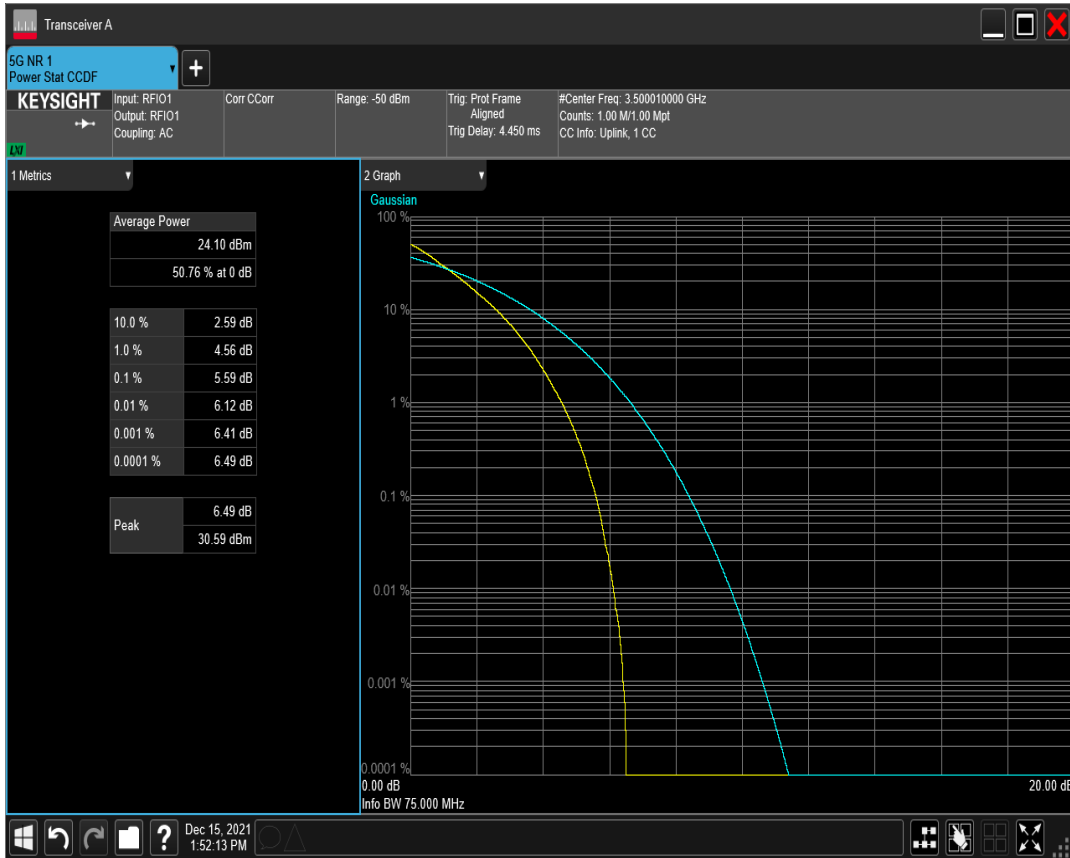 Transceiver A
5G NR 1
Power Stat CCDF
+
KEYSIGHT
LXI
Input: RFIO1
Output: RFIO1
Coupling: AC
Corr CCorr
Range: -50 dBm
Trig: Prot Frame
Aligned
Trig Delay: 4.450 ms
#Center Freq: 3.500010000 GHz
Counts: 1.00 M/1.00 Mpt
CC Info: Uplink, 1 CC
1 Metrics
Average Power
24.10 dBm
50.76 % at 0 dB
10.0 % 2.59 dB
1.0 % 4.56 dB
0.1 % 5.59 dB
0.01 % 6.12 dB
0.001 % 6.41 dB
0.0001 % 6.49 dB
Peak
6.49 dB
30.59 dBm
2 Graph
Gaussian
100 %
10 %
1 %
0.1 %
0.01 %
0.001 %
0.0001 %
0.00 dB 20.00 dB
Info BW 75.000 MHz
?
Dec 15, 2021
1:52:13 PM